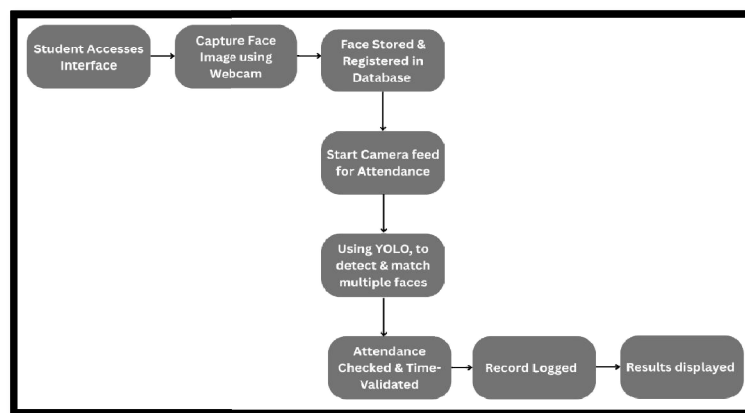 Student Accesses
Interface
Capture Face
Image using
Webcam
Face Stored &
Registered in
Database
Start Camera feed
for Attendance
Using YOLO, to
detect & match
multiple faces
Attendance
Checked & Time-
Validated
Record Logged
Results displayed